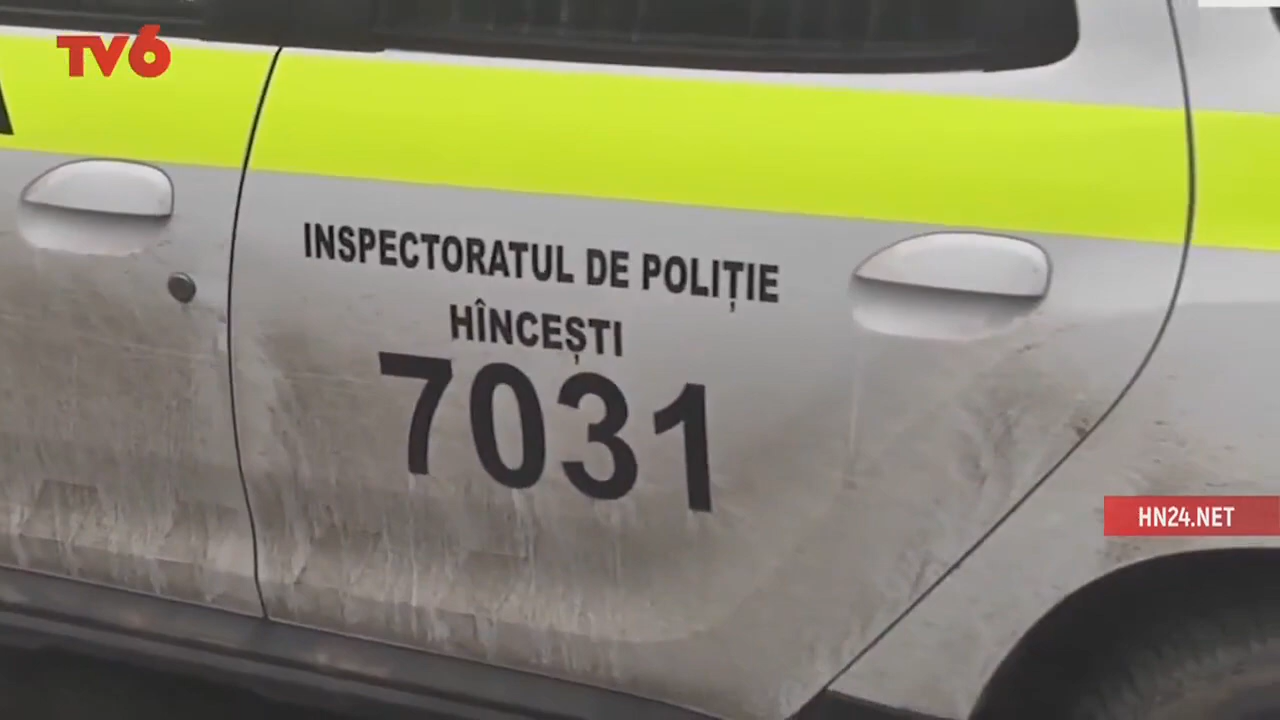 TV6
INSPECTORATUL DE POLIȚIE
HÎNCEȘTI
7031
HN24.NET